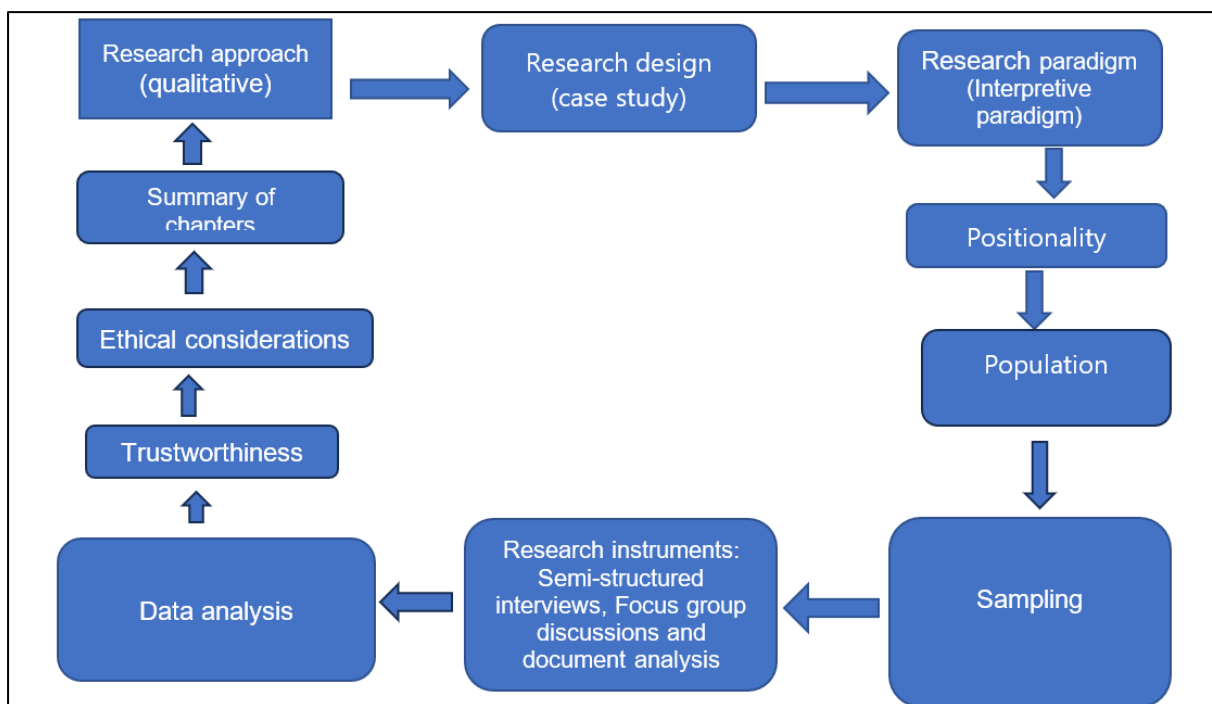 Research approach
(qualitative)
Research design
(case study)
Research paradigm
(Interpretive
paradigm)
Positionality
Population
Sampling
Research instruments:
Semi-structured
interviews, Focus group
discussions and
document analysis
Data analysis
Trustworthiness
Ethical considerations
Summary of
chapters